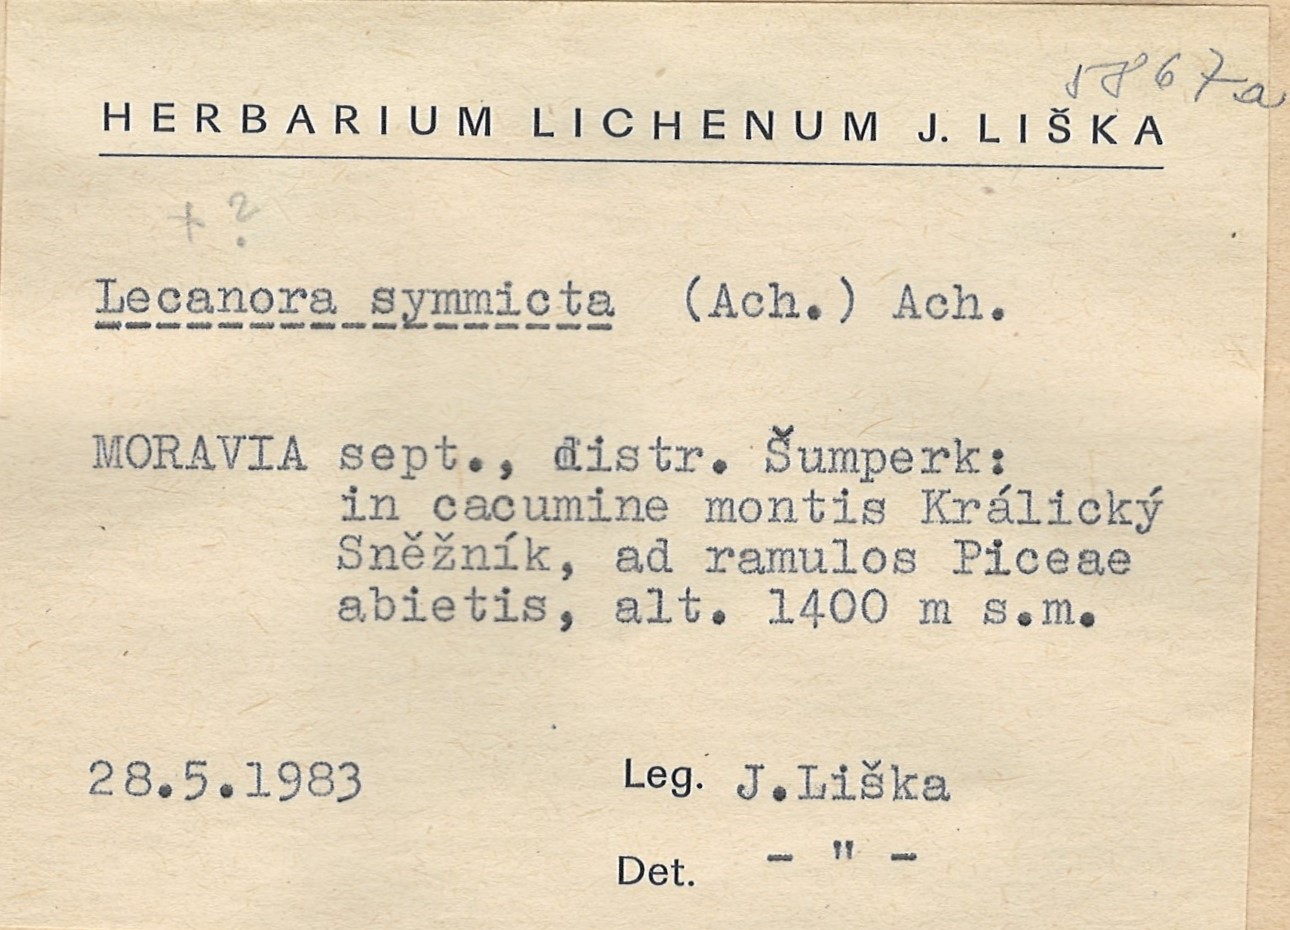 5867a
HERBARIUM LICHENUM J. LIŠKA
+ ?
Lecanora symmicta (Ach.) Ach.
MORAVIA sept., distr. Šumperk:
in cacumine montis Králický
Sněžník, ad ramulos Piceae
abietis, alt. 1400 m s.m.
28.5.1983 Leg. J.Liška
Det. - " -